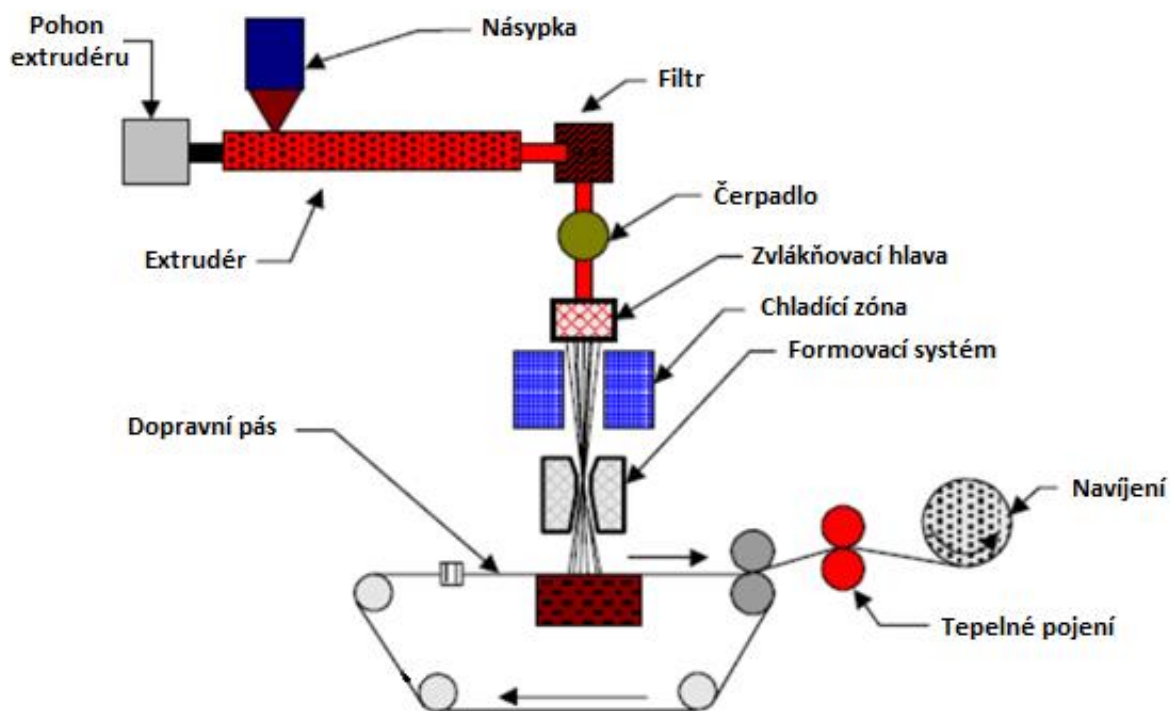 Pohon
extrudéru
Násypka
Filtr
Extrudér
Čerpadlo
Zvlákňovací hlava
Chladící zóna
Formovací systém
Dopravní pás
Navíjení
Tepelné pojení